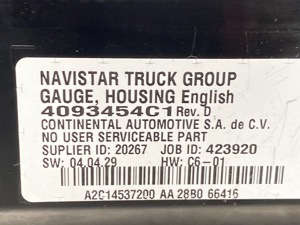 NAVISTAR TRUCK GROUP
GAUGE, HOUSING English
4093454C1 Rev. D
CONTINENTAL AUTOMOTIVE S.A. de C.V.
NO USER SERVICEABLE PART
SUPLIER ID: 20267 JOB ID: 423920
SW: 04.04.29 HW: C6-01
A2C14537200 AA 28B0 66416